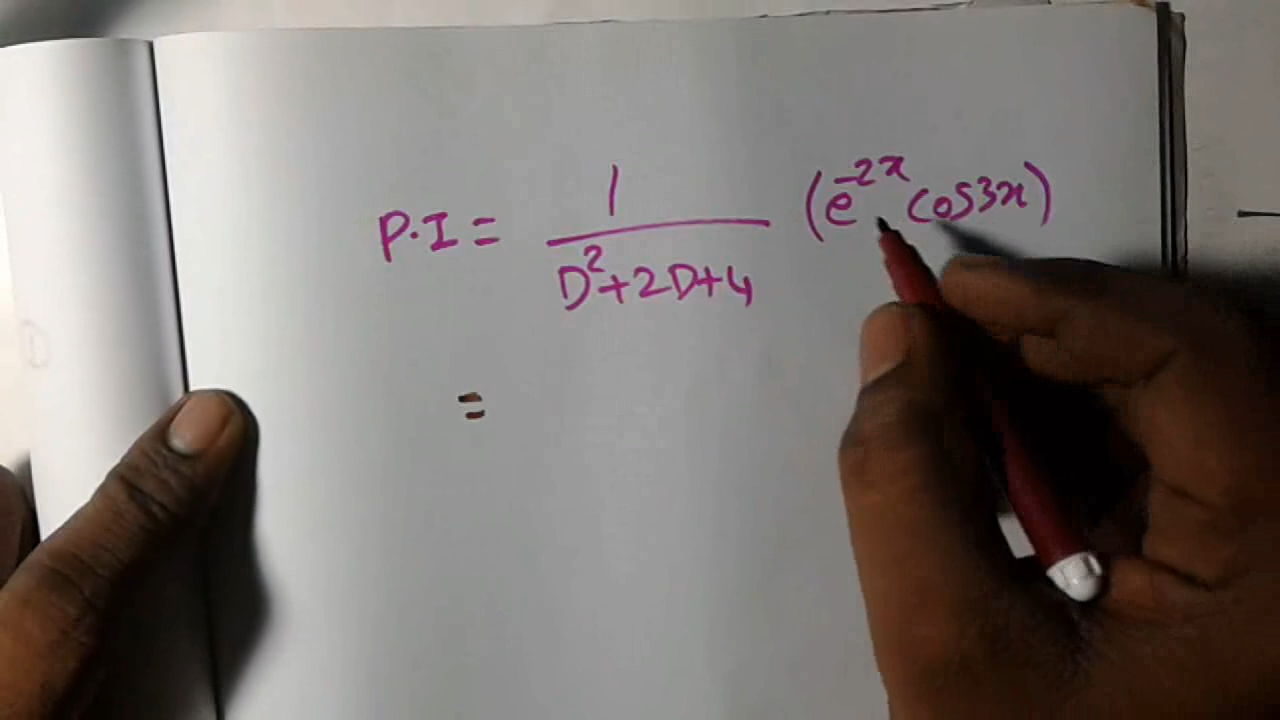 P.I = 1 / (D²+2D+4) (e^{-2x} cos3x)
=